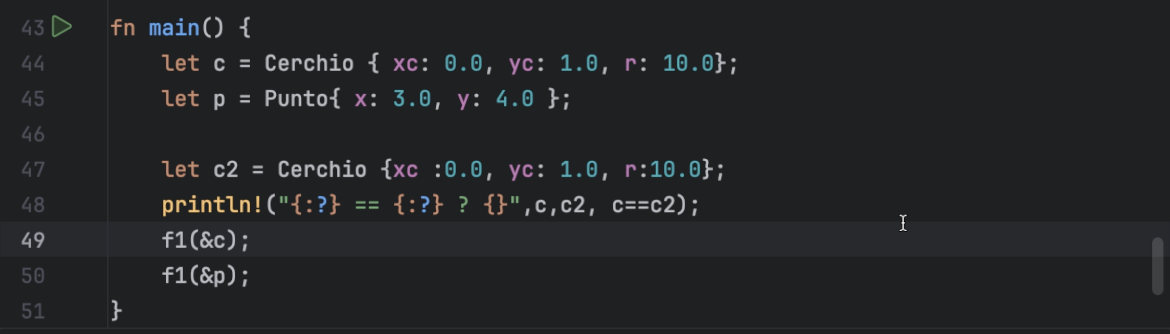 43 fn main() {
44 let c = Cerchio { xc: 0.0, yc: 1.0, r: 10.0};
45 let p = Punto{ x: 3.0, y: 4.0 };
46
47 let c2 = Cerchio {xc :0.0, yc: 1.0, r:10.0};
48 println!("{:?} == {:?} ? {}",c,c2, c==c2);
49 f1(&c);
50 f1(&p);
51 }